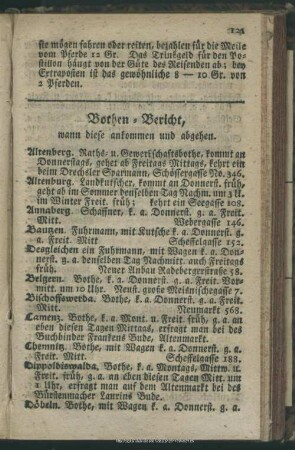 121
sie mögen fahren oder reiten, bezahlen für die Meile
vom Pferde 12 Gr. Das Trinkgeld für den Po-
stillon hängt von der Güte des Reisenden ab; bey
Extraposten ist das gewöhnliche 8 — 10 Gr. von
2 Pferden.
Bothen-Bericht,
wann diese ankommen und abgehen.
Altenberg. Raths- u. Gewerkschaftsbothe, kommt an
Donnerstags, gehet ab Freitags Mittags, kehrt ein
beim Drechsler Sparmann, Schössergasse No. 346.
Altenburg. Landkutscher, kommt an Donnerst. früh,
geht ab im Sommer denselben Tag Nachm. um 3 U
im Winter Freit. früh; kehrt ein Seegasse 108.
Annaberg. Schaffner, k. a. Donnerst. g. a. Freit.
Mitt. Webergasse 146.
Bautzen. Fuhrmann, mit Kutsche k. a. Donnerst. g.
a. Freit. Mitt Scheffelgasse 152.
Desgleichen ein Fuhrmann, mit Wagen k. a. Don-
nerst. g. a. denselben Tag Nachmitt. auch Freitags
früh. Neuer Anbau Radebergerstraße 58.
Belgern. Bothe, k. a. Donnerst. g. a. Freit. Vor-
mitt. um 10 Uhr. Neust. große Meißnischegasse 7.
Bischoffswerda. Bothe, k. a. Donnerst. g. a. Freit.
Mitt. Neumarkt 568.
Camenz. Bothe, k. a. Mont. u. Freit. früh, g. a. an
eben diesen Tagen Mittags, erfragt man bei des
Buchbinder Frankens Bude, Altenmarkt.
Chemnitz. Bothe, mit Wagen k. a. Donnerst. g. a.
Freit. Mitt. Scheffelgasse 188.
Dippoldiswalda. Bothe, k. a. Montags, Mittw. u.
Freit. früh, g. a. an eben diesen Tagen Mitt. um
2 Uhr, erfragt man auf dem Altenmarkt bei des
Bürstenmacher Laurins Bude.
Döbeln. Bothe, mit Wagen k. a. Donnerst. g. a.